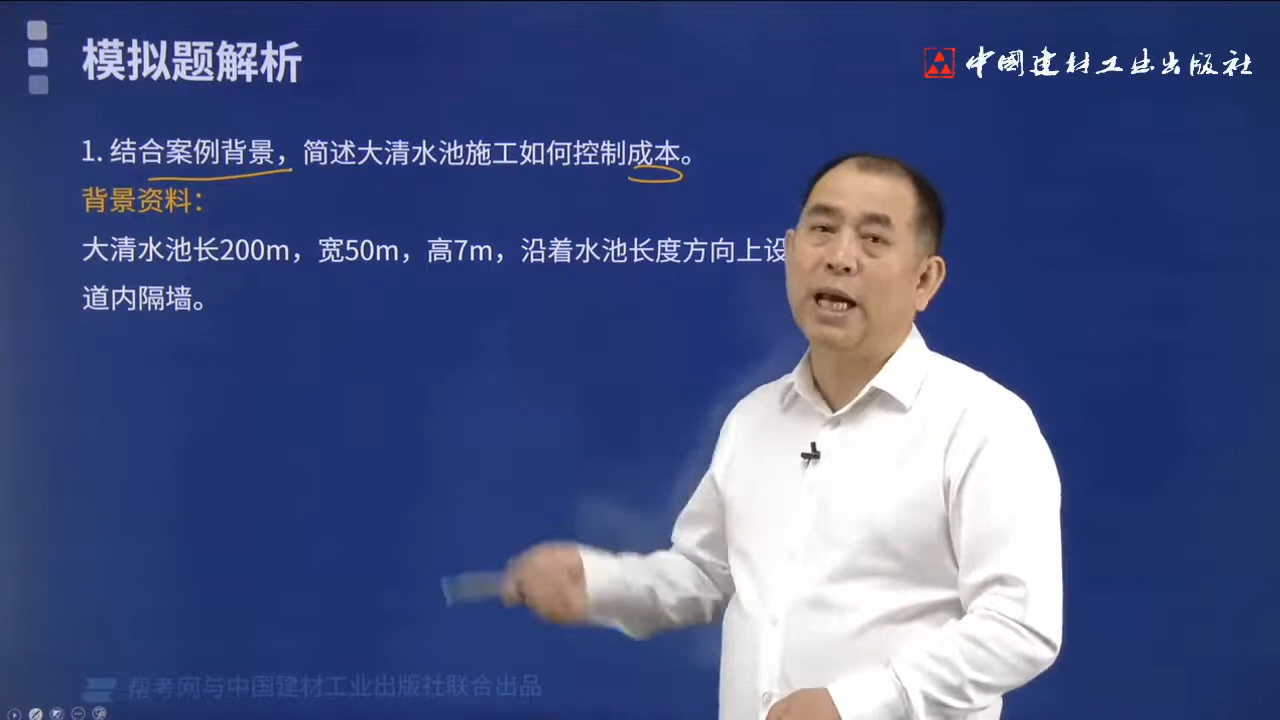 模拟题解析
中国建材工业出版社
1. 结合案例背景，简述大清水池施工如何控制成本。
背景资料：
大清水池长200m，宽50m，高7m，沿着水池长度方向上设
道内隔墙。
帮考网与中国建材工业出版社联合出品